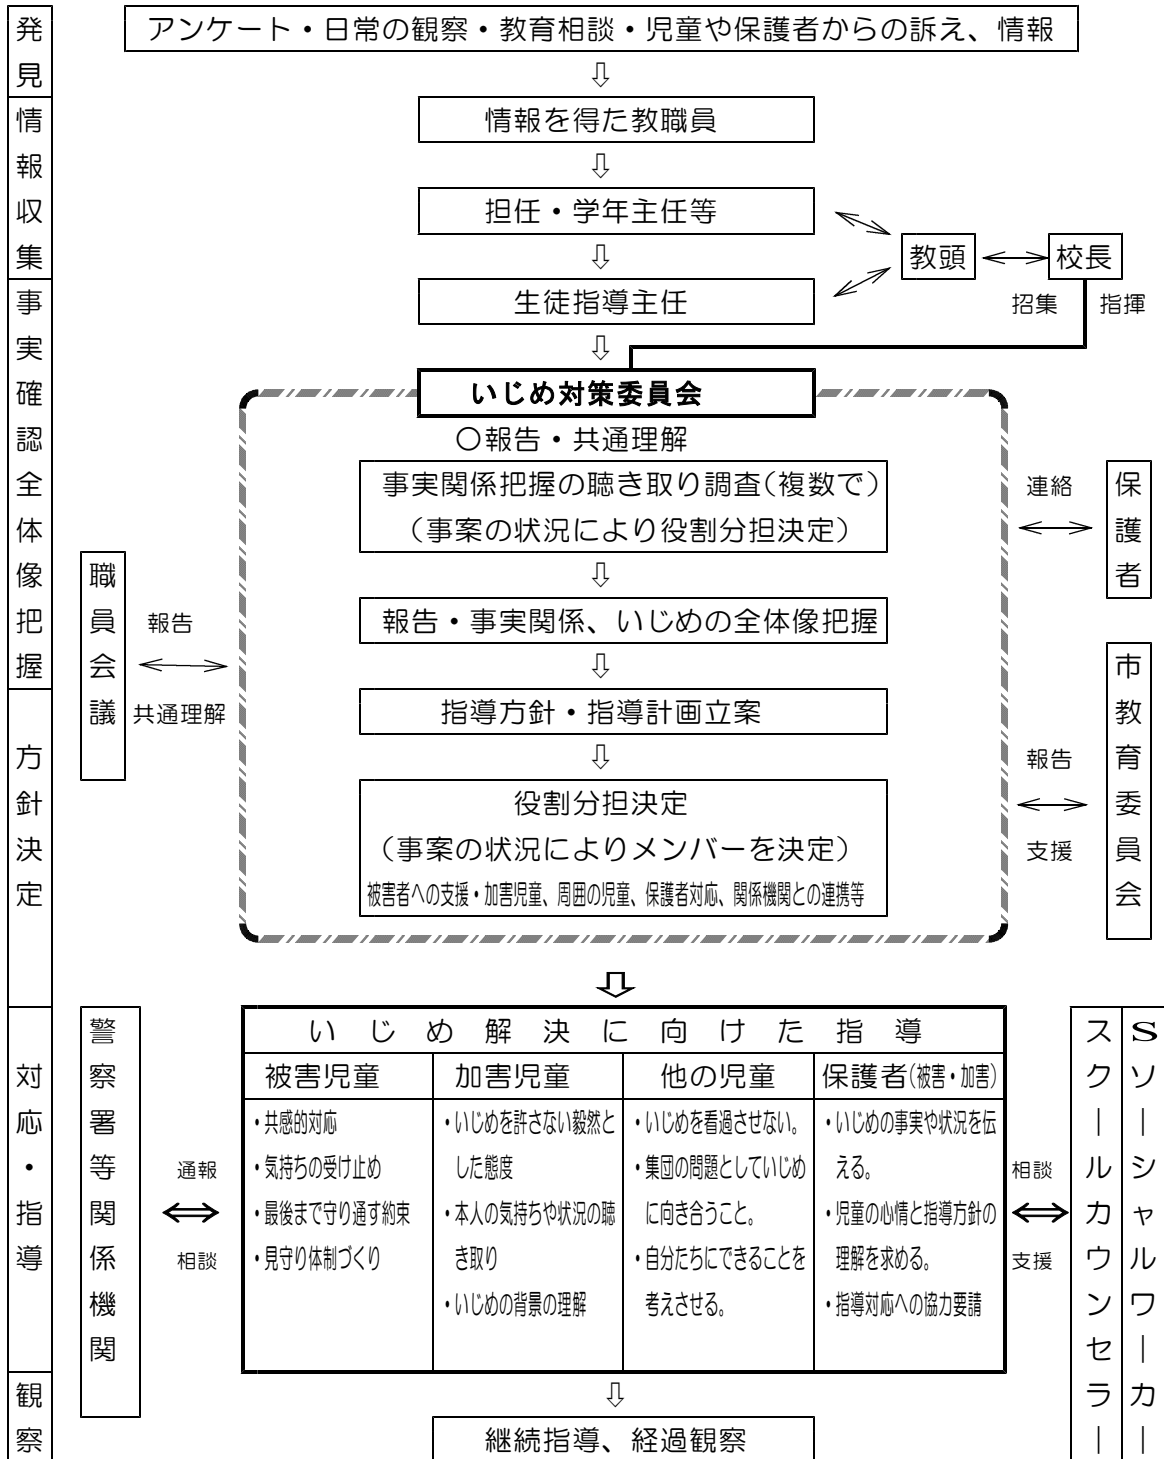 発見
アンケート・日常の観察・教育相談・児童や保護者からの訴え、情報
⇩
情報収集
情報を得た教職員
⇩
担任・学年主任等
⇩
教頭
校長
生徒指導主任
招集
指揮
⇩
事実確認全体像把握
いじめ対策委員会
〇報告・共通理解
事実関係把握の聴き取り調査(複数で)
(事案の状況により役割分担決定)
⇩
報告・事実関係、いじめの全体像把握
⇩
連絡
保護者
職員会議
報告
共通理解
方針決定
指導方針・指導計画立案
⇩
役割分担決定
(事案の状況によりメンバーを決定)
被害者への支援・加害児童、周囲の児童、保護者対応、関係機関との連携等
市教育委員会
報告
支援
対応・指導
警察署等関係機関
通報
相談
いじめ解決に向けた指導
被害児童
・共感的対応
・気持ちの受け止め
・最後まで守り通す約束
・見守り体制づくり
加害児童
・いじめを許さない毅然と
した態度
・本人の気持ちや状況の聴
き取り
・いじめの背景の理解
他の児童
・いじめを看過させない。
・集団の問題としていじめ
に向き合うこと。
・自分たちにできることを
考えさせる。
保護者(被害・加害)
・いじめの事実や状況を伝
える。
・児童の心情と指導方針の
理解を求める。
・指導対応への協力要請
相談
支援
スクールカウンセラー
Sソーシャルワーカー
⇩
観察
継続指導、経過観察